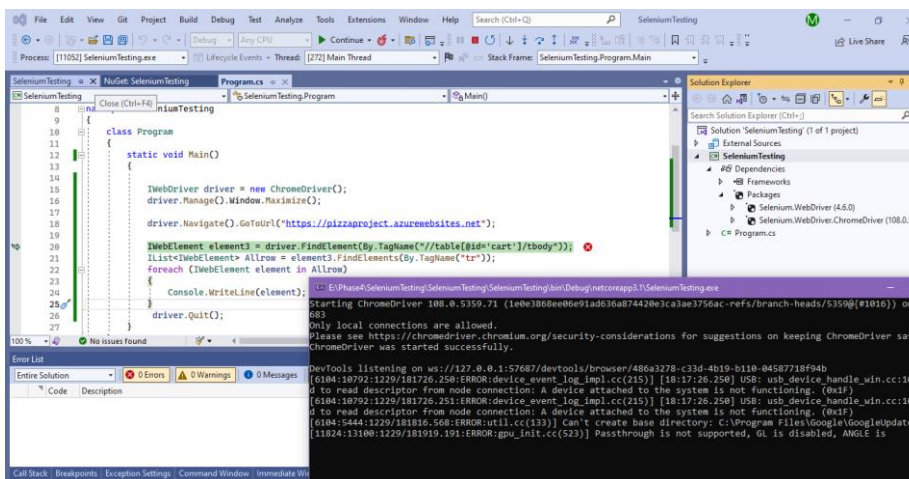 File Edit View Git Project Build Debug Test Analyze Tools Extensions Window Help Search (Ctrl+Q) SeleniumTesting M
Debug Any CPU Continue Live Share
Process: [11052] SeleniumTesting.exe Lifecycle Events Thread: [272] Main Thread Stack Frame: SeleniumTesting.Program.Main
SeleniumTesting NuGet: SeleniumTesting Program.cs
SeleniumTesting SeleniumTesting.Program Main()
Close (Ctrl+F4)
8 niumTesting
9 {
10 class Program
11 {
12 static void Main()
13 {
14
15 IWebDriver driver = new ChromeDriver();
16 driver.Manage().Window.Maximize();
17
18 driver.Navigate().GoToUrl("https://pizzaproject.azurewebsites.net");
19
20 IWebElement element3 = driver.FindElement(By.TagName("//table[@id='cart']/tbody"));
21 IList<IWebElement> Allrow = element3.FindElements(By.TagName("tr"));
22 foreach (IWebElement element in Allrow)
23 {
24 Console.WriteLine(element);
25 }
26 driver.Quit();
27 }
100 % No issues found
Error List
Entire Solution 0 Errors 0 Warnings 0 Messages
Code Description
Call Stack Breakpoints Exception Settings Command Window Immediate Wi
Solution Explorer
Search Solution Explorer (Ctrl+;)
Solution 'SeleniumTesting' (1 of 1 project)
External Sources
SeleniumTesting
Dependencies
Frameworks
Packages
Selenium.WebDriver (4.6.0)
Selenium.WebDriver.ChromeDriver (108.0.
C# Program.cs
E:\Phase4\SeleniumTesting\SeleniumTesting\SeleniumTesting\bin\Debug\netcoreapp3.1\SeleniumTesting.exe
Starting ChromeDriver 108.0.5359.71 (1e0e3868ee06e91ad636a874420e3ca3ae3756ac-refs/branch-heads/5359@{#1016}) o
683
Only local connections are allowed.
Please see https://chromedriver.chromium.org/security-considerations for suggestions on keeping ChromeDriver sa
ChromeDriver was started successfully.
DevTools listening on ws://127.0.0.1:57687/devtools/browser/486a3278-c33d-4b19-b110-04587718f94b
[6104:10792:1229/181726.250:ERROR:device_event_log_impl.cc(215)] [18:17:26.250] USB: usb_device_handle_win.cc:10
d to read descriptor from node connection: A device attached to the system is not functioning. (0x1F)
[6104:10792:1229/181726.251:ERROR:device_event_log_impl.cc(215)] [18:17:26.250] USB: usb_device_handle_win.cc:10
d to read descriptor from node connection: A device attached to the system is not functioning. (0x1F)
[6104:5444:1229/181816.568:ERROR:util.cc(133)] Can't create base directory: C:\Program Files\Google\GoogleUpdat
[11824:13100:1229/181919.191:ERROR:gpu_init.cc(523)] Passthrough is not supported, GL is disabled, ANGLE is